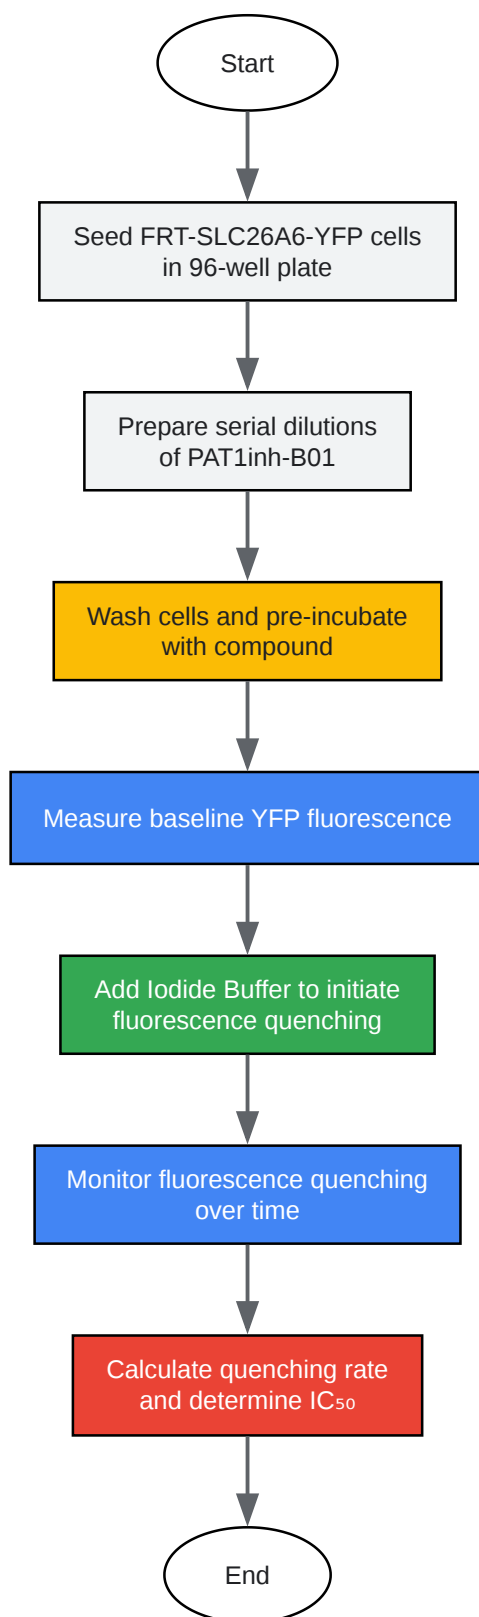 Start
Seed FRT-SLC26A6-YFP cells
in 96-well plate
Prepare serial dilutions
of PAT1inh-B01
Wash cells and pre-incubate
with compound
Measure baseline YFP fluorescence
Add Iodide Buffer to initiate
fluorescence quenching
Monitor fluorescence quenching
over time
Calculate quenching rate
and determine IC₅₀
End